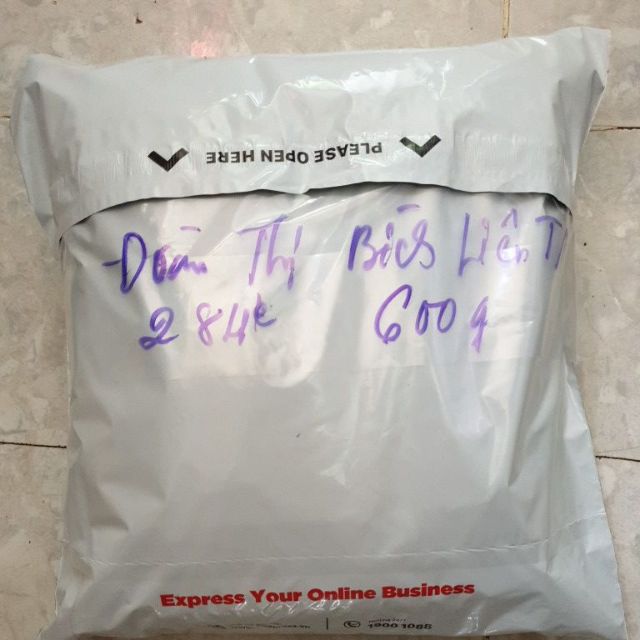 PLEASE OPEN HERE
Đoàn Thị Bích Liên T
284k 600g
Express Your Online Business
1900 1088